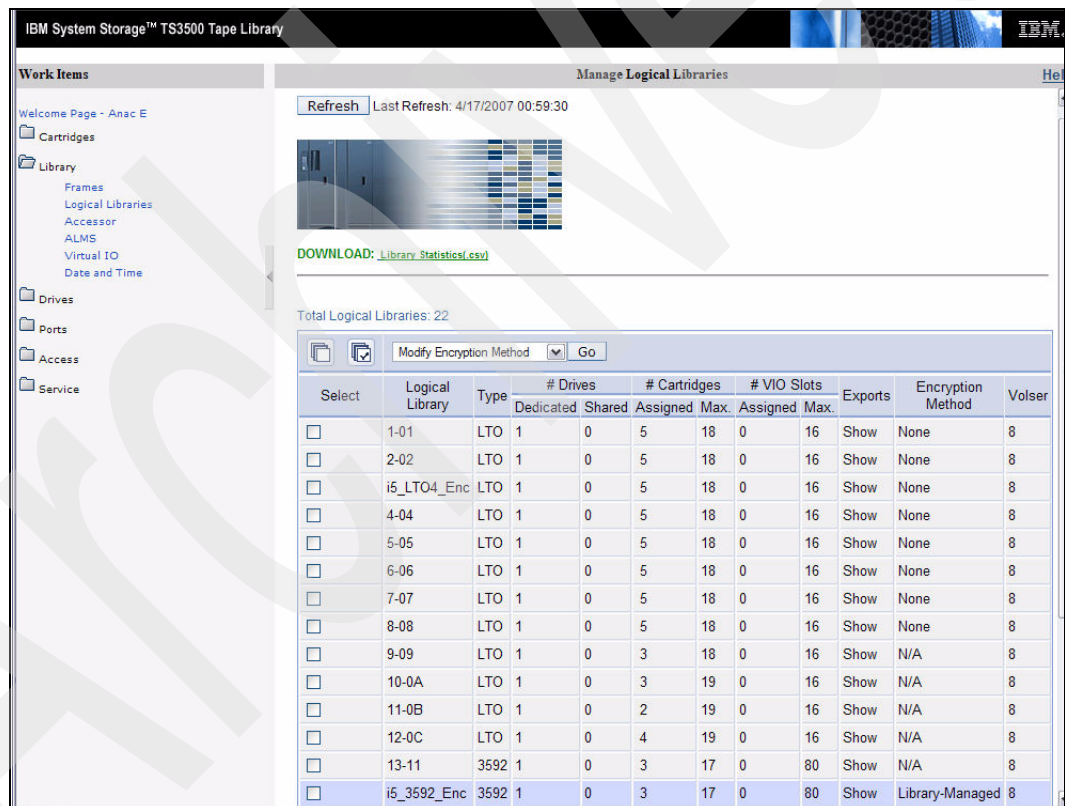 IBM System Storage™ TS3500 Tape Library
IBM.
Work Items
Manage Logical Libraries
Hel
Welcome Page - Anac E
Cartridges
Library
Frames
Logical Libraries
Accessor
ALMS
Virtual IO
Date and Time
Drives
Ports
Access
Service
Refresh Last Refresh: 4/17/2007 00:59:30
DOWNLOAD: Library Statistics(.csv)
Total Logical Libraries: 22
Modify Encryption Method Go
Select Logical Library Type # Drives # Cartridges # VIO Slots Exports Encryption Method Volser
Dedicated Shared Assigned Max. Assigned Max.
1-01 LTO 1 0 5 18 0 16 Show None 8
2-02 LTO 1 0 5 18 0 16 Show None 8
i5_LTO4_Enc LTO 1 0 5 18 0 16 Show None 8
4-04 LTO 1 0 5 18 0 16 Show None 8
5-05 LTO 1 0 5 18 0 16 Show None 8
6-06 LTO 1 0 5 18 0 16 Show None 8
7-07 LTO 1 0 5 18 0 16 Show None 8
8-08 LTO 1 0 5 18 0 16 Show None 8
9-09 LTO 1 0 3 18 0 16 Show N/A 8
10-0A LTO 1 0 3 19 0 16 Show N/A 8
11-0B LTO 1 0 2 19 0 16 Show N/A 8
12-0C LTO 1 0 4 19 0 16 Show N/A 8
13-11 3592 1 0 3 17 0 80 Show N/A 8
i5_3592_Enc 3592 1 0 3 17 0 80 Show Library-Managed 8